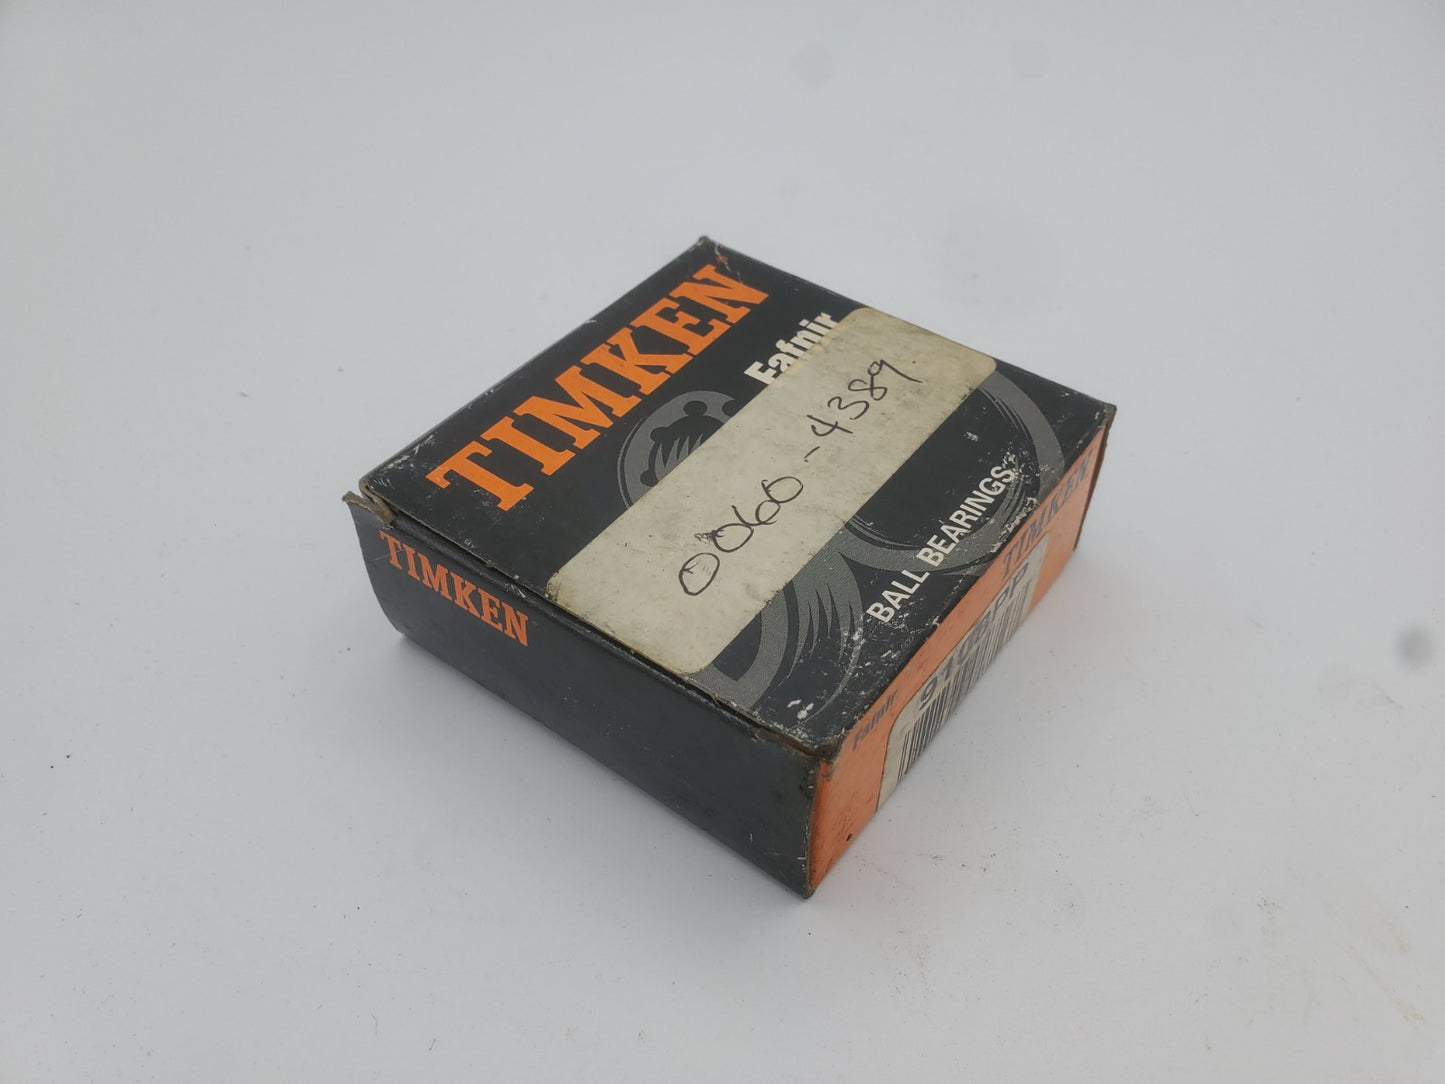 TIMKEN
Fafnir
0060-4389
BALL BEARINGS
TIMKEN
TIMKEN
Fafnir